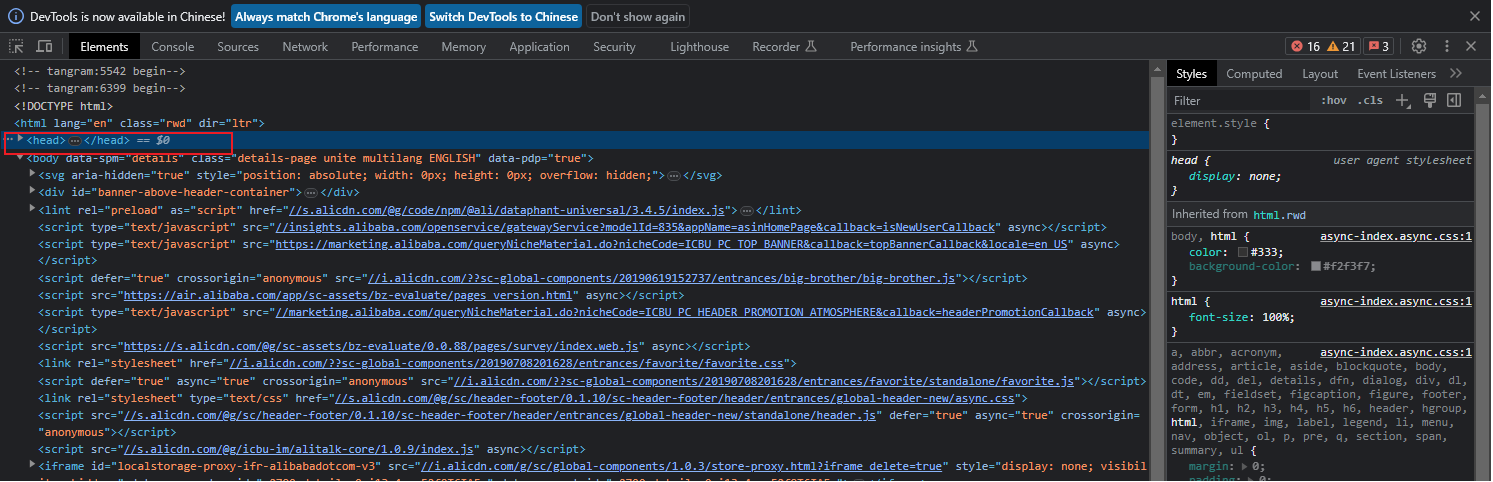 DevTools is now available in Chinese! Always match Chrome's language Switch DevTools to Chinese Don't show again
Elements Console Sources Network Performance Memory Application Security Lighthouse Recorder Performance insights 16 21 3
<!-- tangram:5542 begin-->
<!-- tangram:6399 begin-->
<!DOCTYPE html>
<html lang="en" class="rwd" dir="ltr">
<head> … </head> == $0
<body data-spm="details" class="details-page unite multilang ENGLISH" data-pdp="true">
<svg aria-hidden="true" style="position: absolute; width: 0px; height: 0px; overflow: hidden;"> … </svg>
<div id="banner-above-header-container"> … </div>
<lint rel="preload" as="script" href="//s.alicdn.com/@g/code/npm/@ali/dataphant-universal/3.4.5/index.js"> … </lint>
<script type="text/javascript" src="//insights.alibaba.com/openservice/gatewayService?modelId=835&appName=asinHomePage&callback=isNewUserCallback" async></script>
<script type="text/javascript" src="https://marketing.alibaba.com/queryNicheMaterial.do?nicheCode=ICBU_PC_TOP_BANNER&callback=topBannerCallback&locale=en_US" async>
</script>
<script defer="true" crossorigin="anonymous" src="//i.alicdn.com/??sc-global-components/20190619152737/entrances/big-brother/big-brother.js"></script>
<script src="https://air.alibaba.com/app/sc-assets/bz-evaluate/pages_version.html" async></script>
<script type="text/javascript" src="//marketing.alibaba.com/queryNicheMaterial.do?nicheCode=ICBU_PC_HEADER_PROMOTION_ATMOSPHERE&callback=headerPromotionCallback" async>
</script>
<script src="https://s.alicdn.com/@g/sc-assets/bz-evaluate/0.0.88/pages/survey/index.web.js" async></script>
<link rel="stylesheet" href="//i.alicdn.com/??sc-global-components/20190708201628/entrances/favorite/favorite.css">
<script defer="true" async="true" crossorigin="anonymous" src="//i.alicdn.com/??sc-global-components/20190708201628/entrances/favorite/standalone/favorite.js"></script>
<link rel="stylesheet" type="text/css" href="//s.alicdn.com/@g/sc/header-footer/0.1.10/sc-header-footer/header/entrances/global-header-new/async.css">
<script src="//s.alicdn.com/@g/sc/header-footer/0.1.10/sc-header-footer/header/entrances/global-header-new/standalone/header.js" defer="true" async="true" crossorigin=
"anonymous"></script>
<script src="//s.alicdn.com/@g/icbu-im/alitalk-core/1.0.9/index.js" async></script>
<iframe id="localstorage-proxy-ifr-alibabadotcom-v3" src="//i.alicdn.com/g/sc/global-components/1.0.3/store-proxy.html?iframe_delete=true" style="display: none; visibil
Styles Computed Layout Event Listeners
Filter :hov .cls
element.style {
}
head { user agent stylesheet
display: none;
}
Inherited from html.rwd
body, html { async-index.async.css:1
color: #333;
background-color: #f2f3f7;
}
html { async-index.async.css:1
font-size: 100%;
}
a, abbr, acronym, async-index.async.css:1
address, article, aside, blockquote, body,
code, dd, del, details, dfn, dialog, div, dl,
dt, em, fieldset, figcaption, figure, footer,
form, h1, h2, h3, h4, h5, h6, header, hgroup,
html, iframe, img, label, legend, li, menu,
nav, object, ol, p, pre, q, section, span,
summary, ul {
margin: 0;
padding: 0;